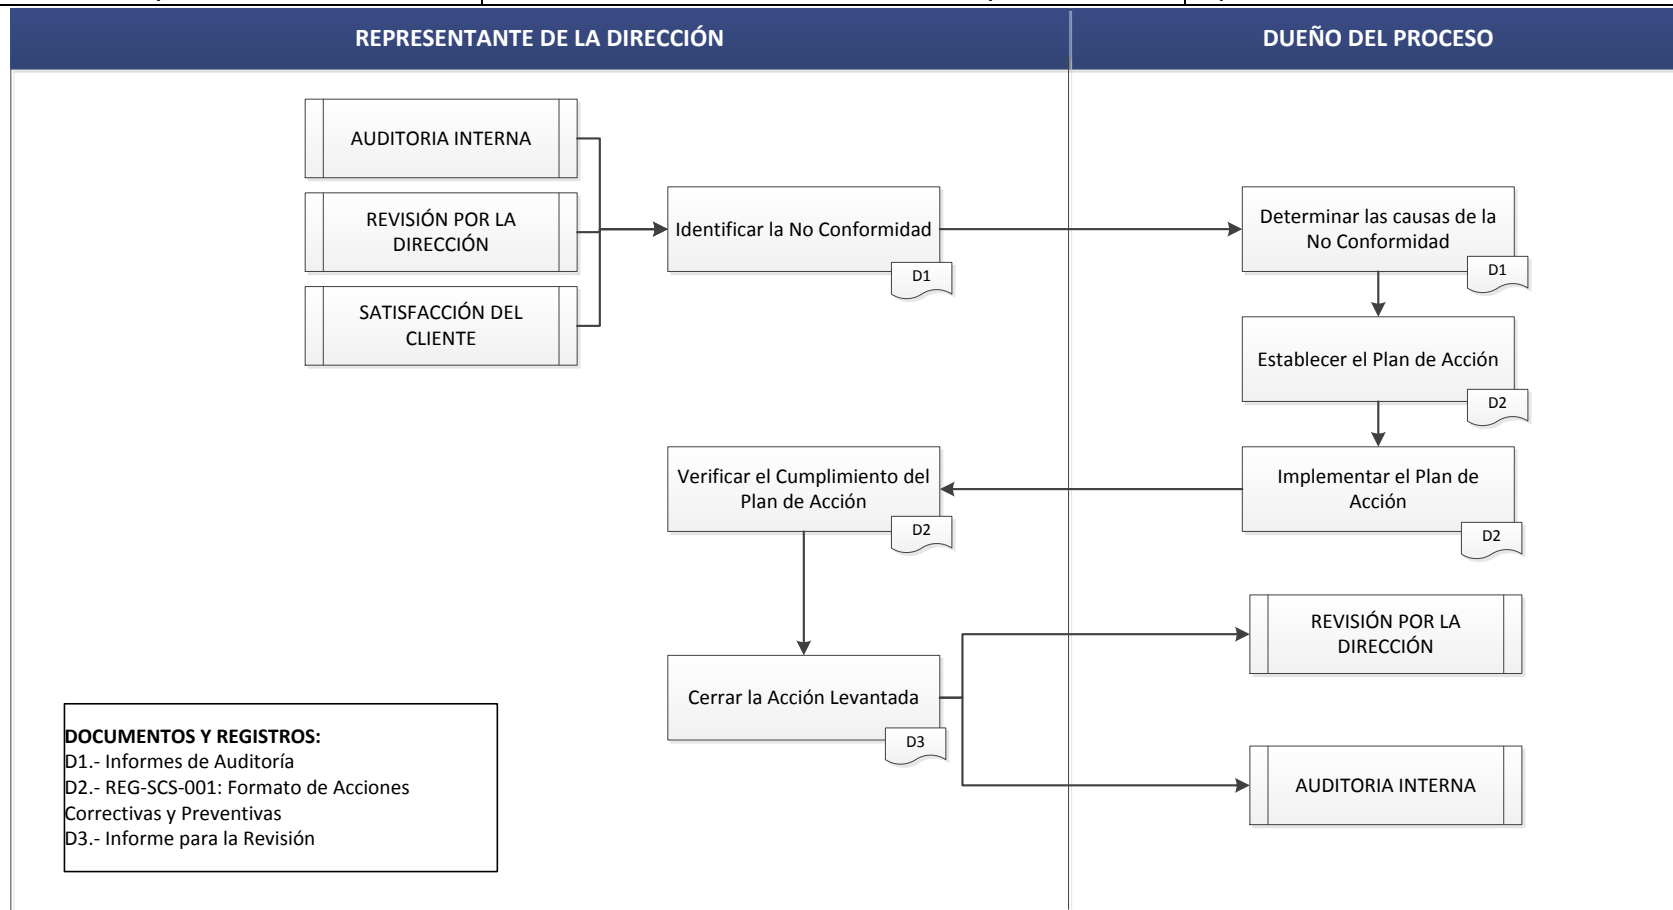 REPRESENTANTE DE LA DIRECCIÓN
DUEÑO DEL PROCESO
AUDITORIA INTERNA
REVISIÓN POR LA
DIRECCIÓN
SATISFACCIÓN DEL
CLIENTE
Identificar la No Conformidad
D1
Determinar las causas de la
No Conformidad
D1
Establecer el Plan de Acción
D2
Implementar el Plan de
Acción
D2
Verificar el Cumplimiento del
Plan de Acción
D2
Cerrar la Acción Levantada
D3
REVISIÓN POR LA
DIRECCIÓN
AUDITORIA INTERNA
DOCUMENTOS Y REGISTROS:
D1.- Informes de Auditoría
D2.- REG-SCS-001: Formato de Acciones
Correctivas y Preventivas
D3.- Informe para la Revisión